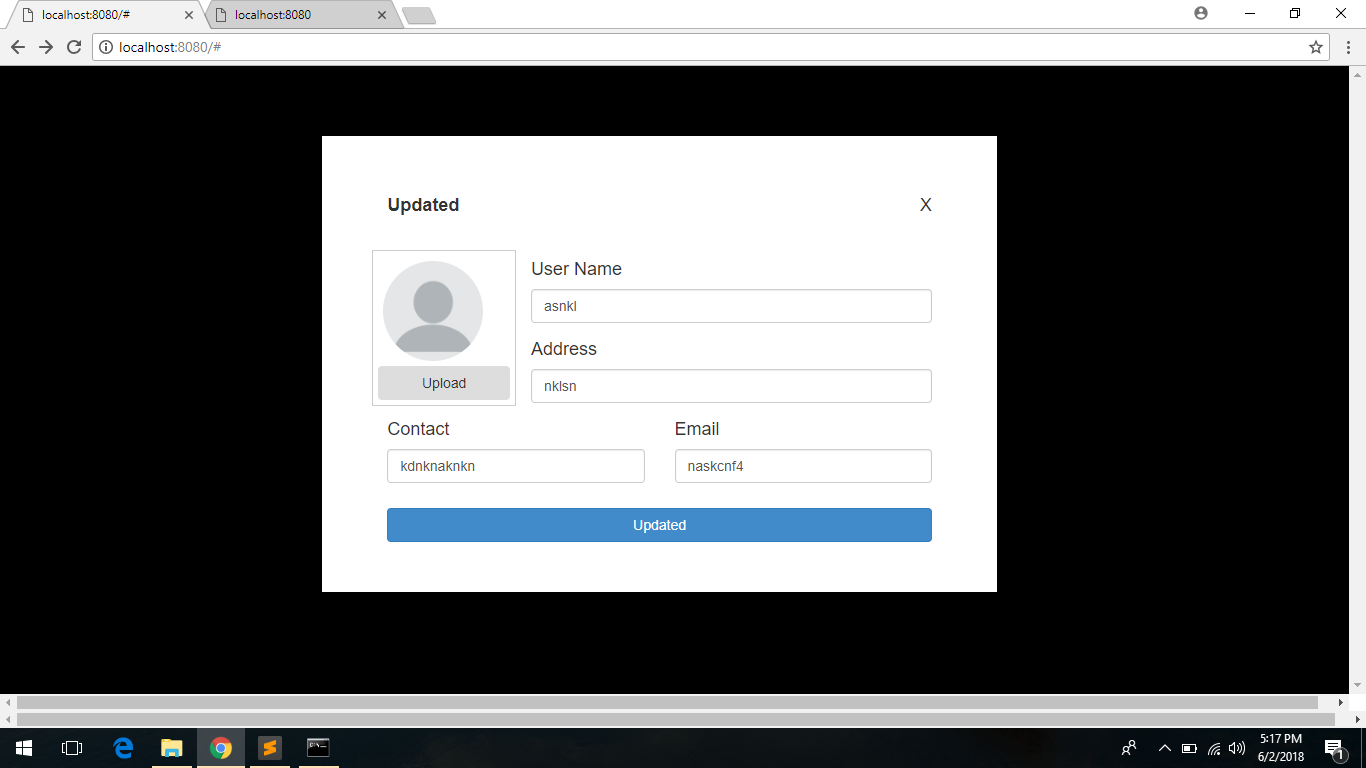 localhost:8080/#
localhost:8080
localhost:8080/#
Updated
X
User Name
asnkl
Address
nklsn
Upload
Contact
Email
kdnknaknkn
naskcnf4
Updated
5:17 PM
6/2/2018
1